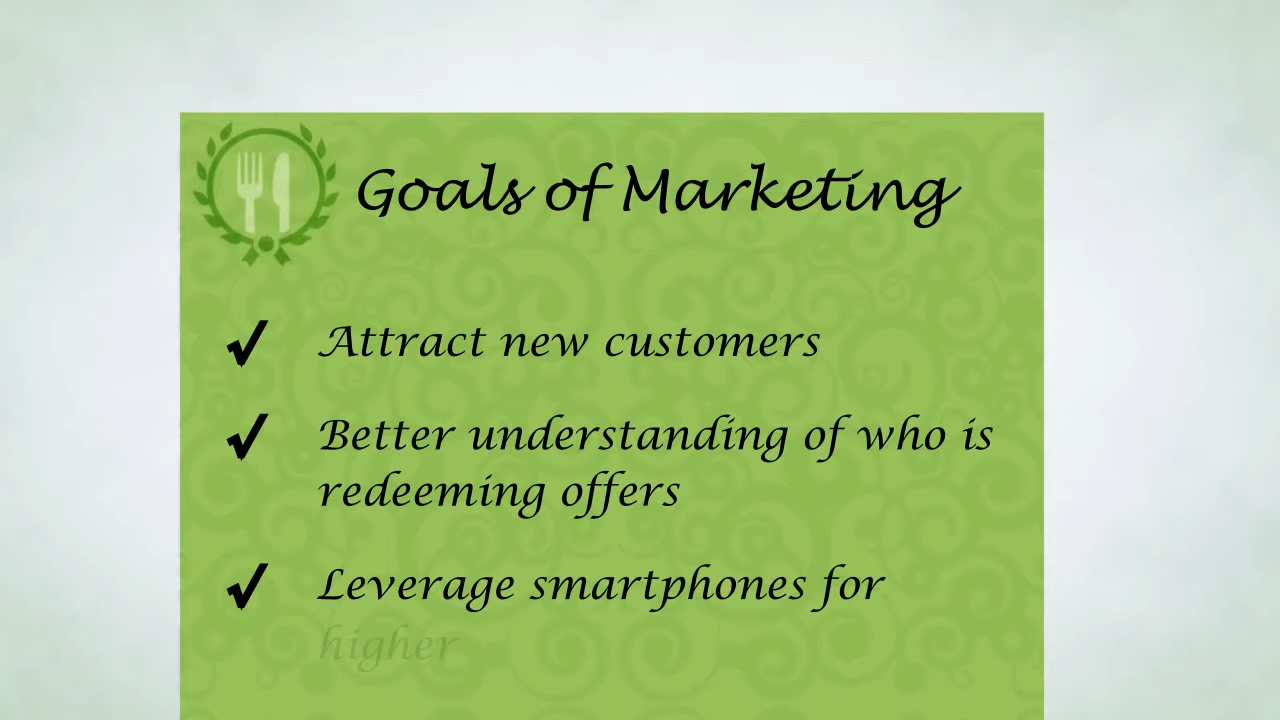 Goals of Marketing
Attract new customers
Better understanding of who is
redeeming offers
Leverage smartphones for
higher